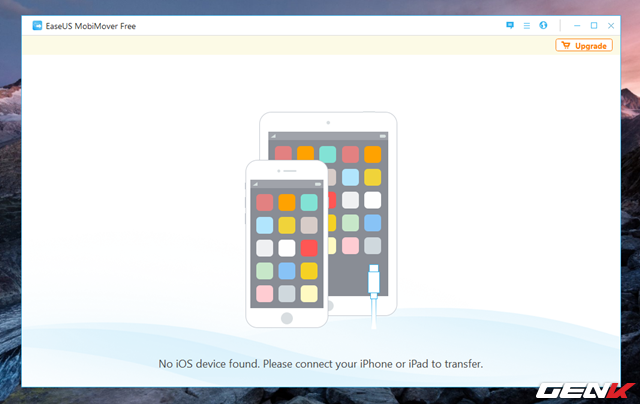 EaseUS MobiMover Free
Upgrade
No iOS device found. Please connect your iPhone or iPad to transfer.
GENK